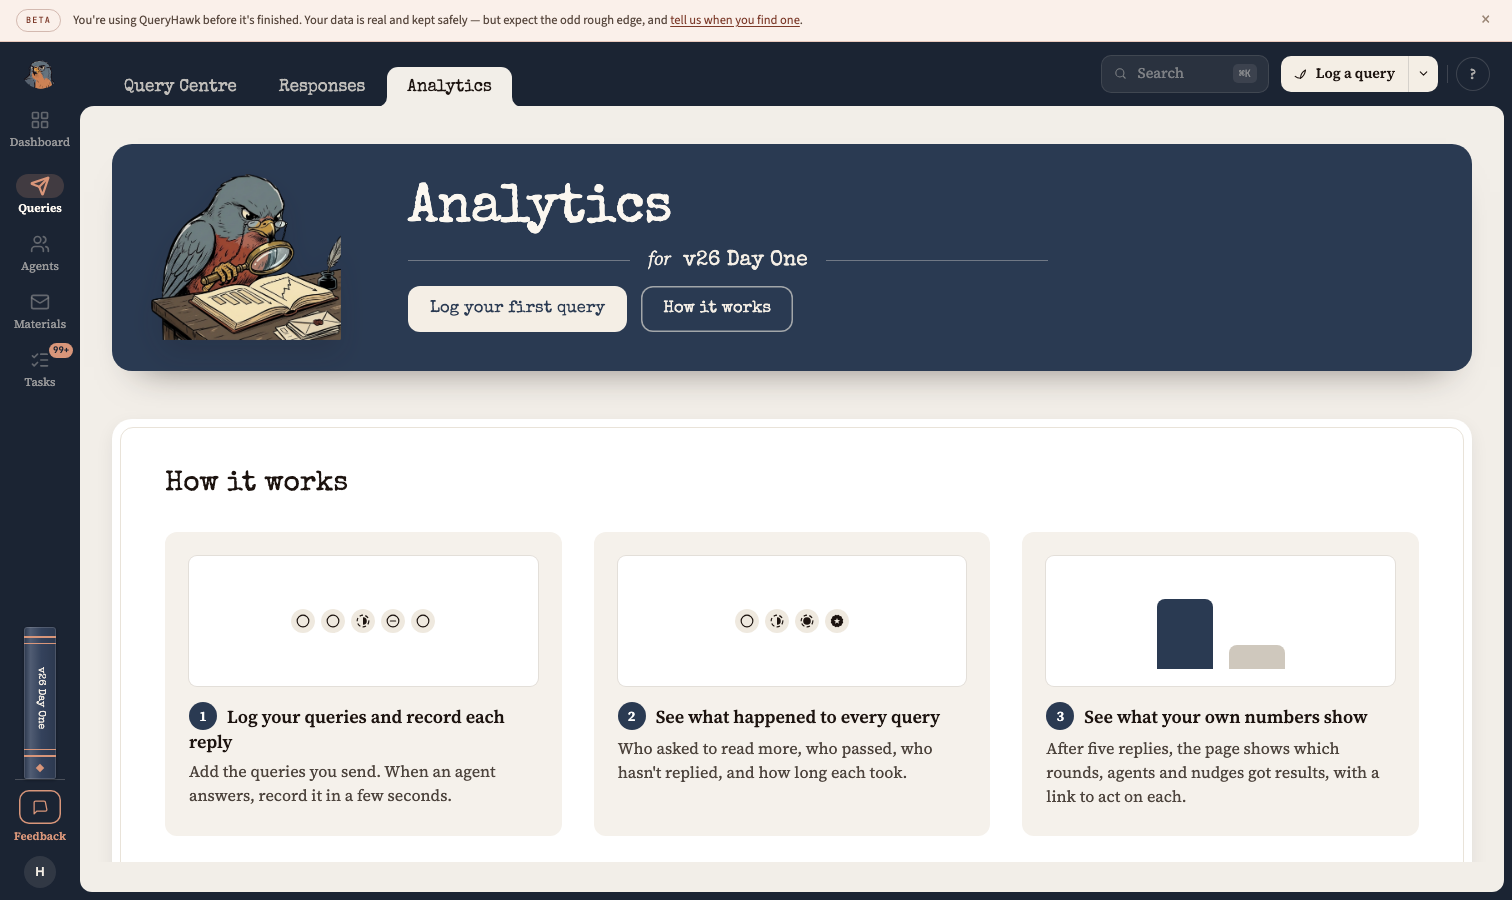 BETA
You're using QueryHawk before it's finished. Your data is real and kept safely — but expect the odd rough edge, and tell us when you find one.
×
Query Centre
Responses
Analytics
Search
⌘K
Log a query
?
Dashboard
Queries
Agents
Materials
99+
Tasks
v26 Day One
Feedback
H
Analytics
for v26 Day One
Log your first query
How it works
How it works
1 Log your queries and record each
reply
Add the queries you send. When an agent
answers, record it in a few seconds.
2 See what happened to every query
Who asked to read more, who passed, who
hasn't replied, and how long each took.
3 See what your own numbers show
After five replies, the page shows which
rounds, agents and nudges got results, with a
link to act on each.